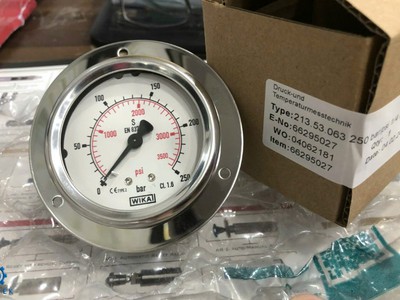 50
100
150
200
250
0
1000
2000
3000
3500
S
psi
bar
CL 1.6
WIKA
Druck-und
Temperaturmesstechnik
Type:213 53 063 250
E-No:66295027
WO:04062181
Item:66295027